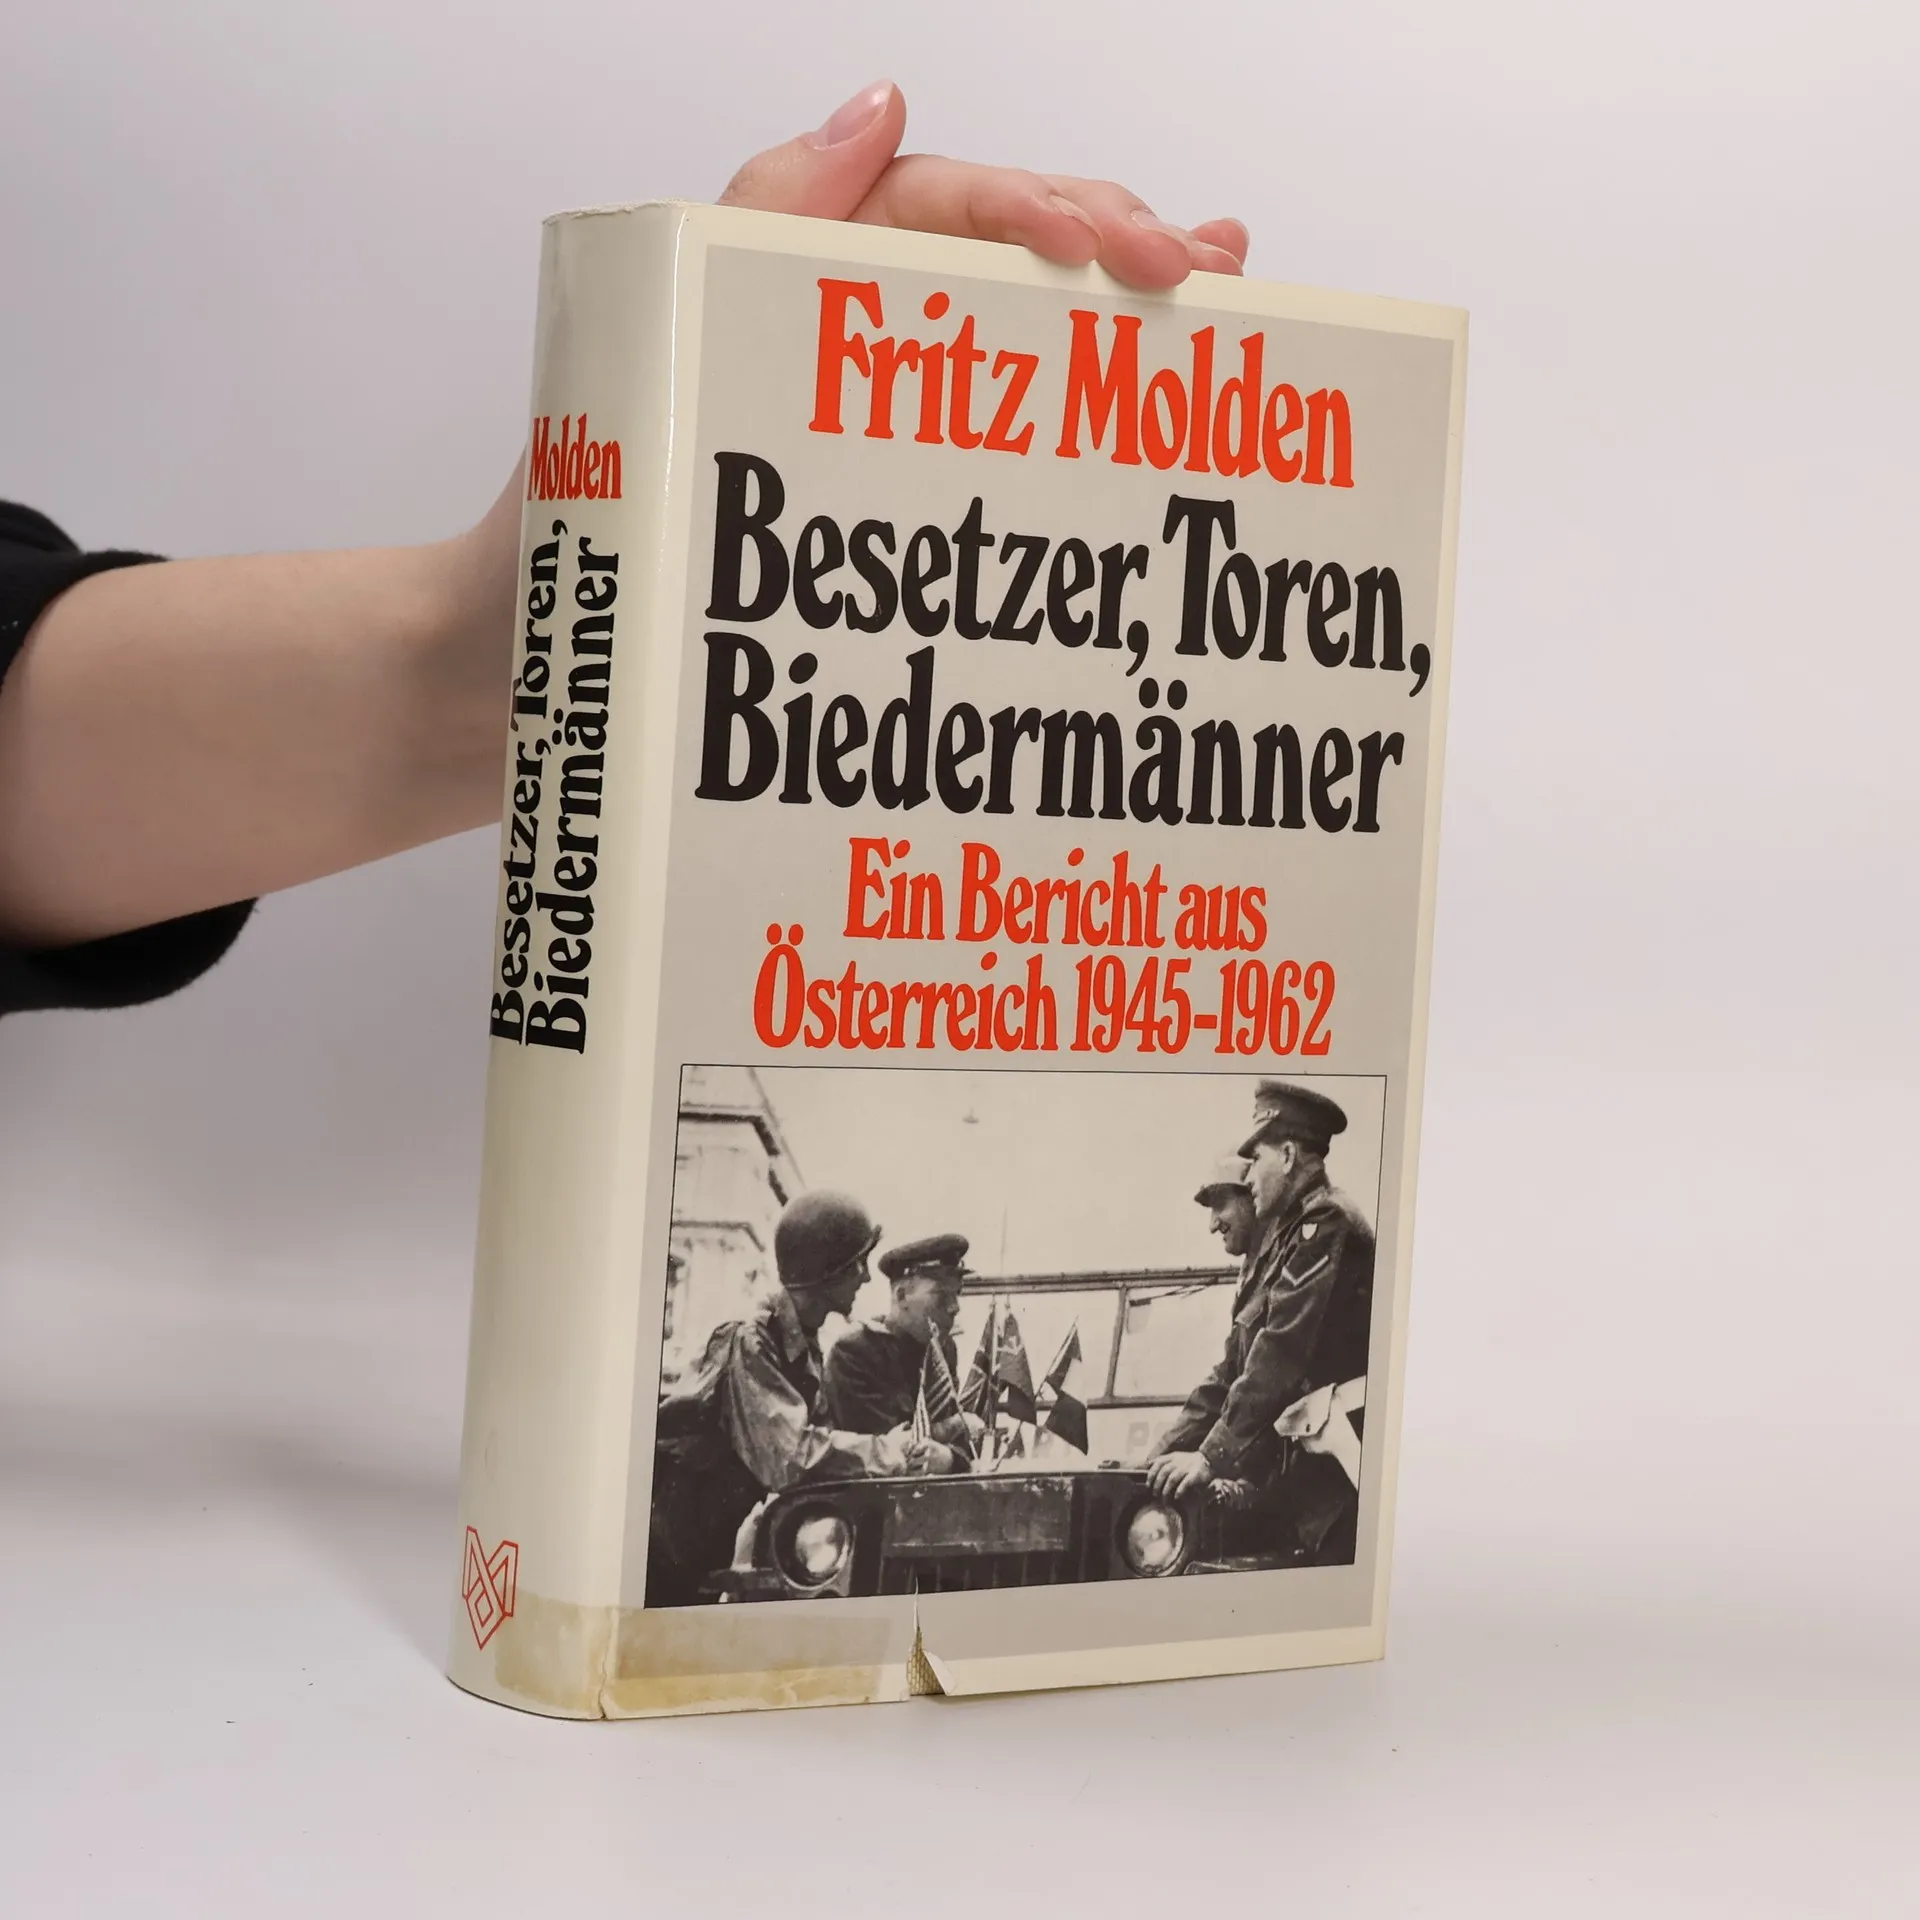 Fritz Molden
Besetzer, Toren,
Biedermänner
Ein Bericht aus
Österreich 1945–1962
Molden
Besetzer, Toren,
Biedermänner